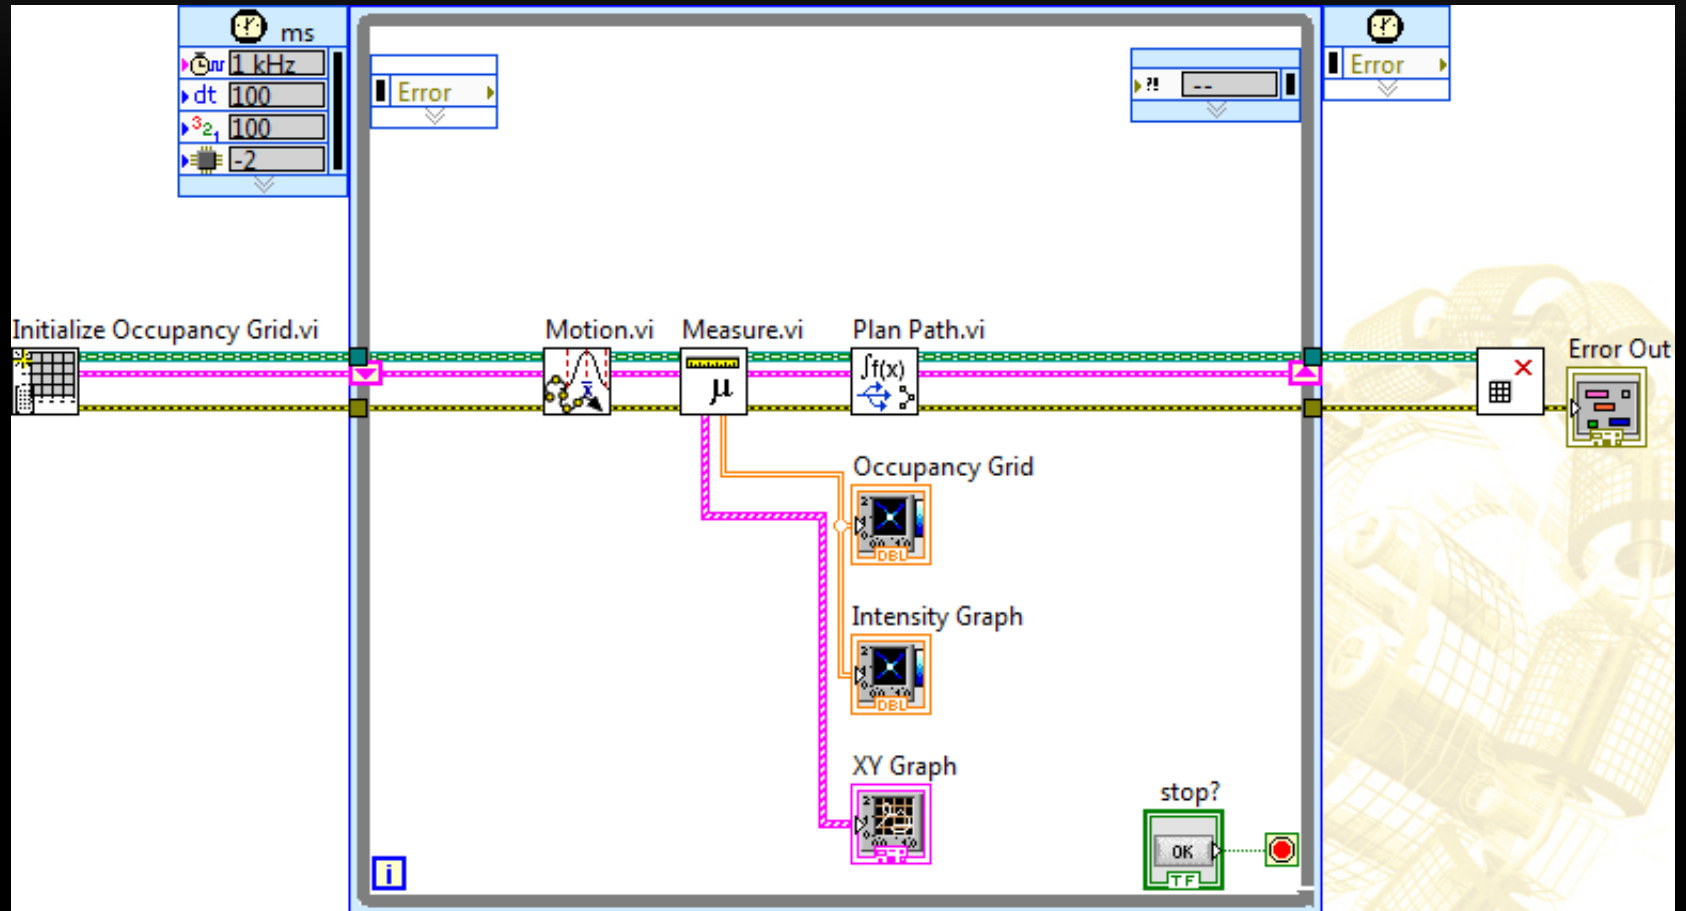 ms
1 kHz
dt 100
321 100
-2
Error
?! --
Error
Initialize Occupancy Grid.vi
Motion.vi
Measure.vi
Plan Path.vi
Error Out
x̄
μ
∫f(x)
Occupancy Grid
DBL
Intensity Graph
DBL
XY Graph
stop?
OK
TF
i